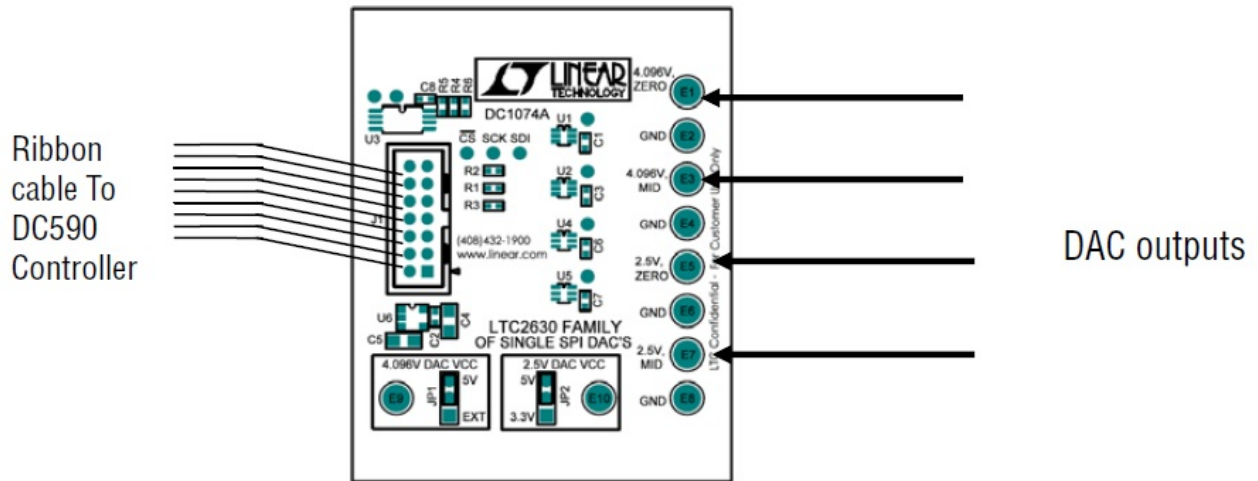 Ribbon
cable To
DC590
Controller
LINEAR
TECHNOLOGY
DC1074A
C8
R5
R4
R6
U3
CS SCK SDI
R2
R1
R3
J1
(408)432-1900
www.linear.com
U1
C1
U2
C3
U4
C6
U5
C7
U6
C2
C4
C5
LTC2630 FAMILY
OF SINGLE SPI DAC'S
4.096V DAC VCC
E9
JP1
5V
EXT
2.5V DAC VCC
5V
3.3V
JP2
E10
4.096V,
ZERO
E1
GND
E2
4.096V,
MID
E3
GND
E4
2.5V,
ZERO
E5
GND
E6
2.5V,
MID
E7
GND
E8
Confidential - For Customer Only
DAC outputs